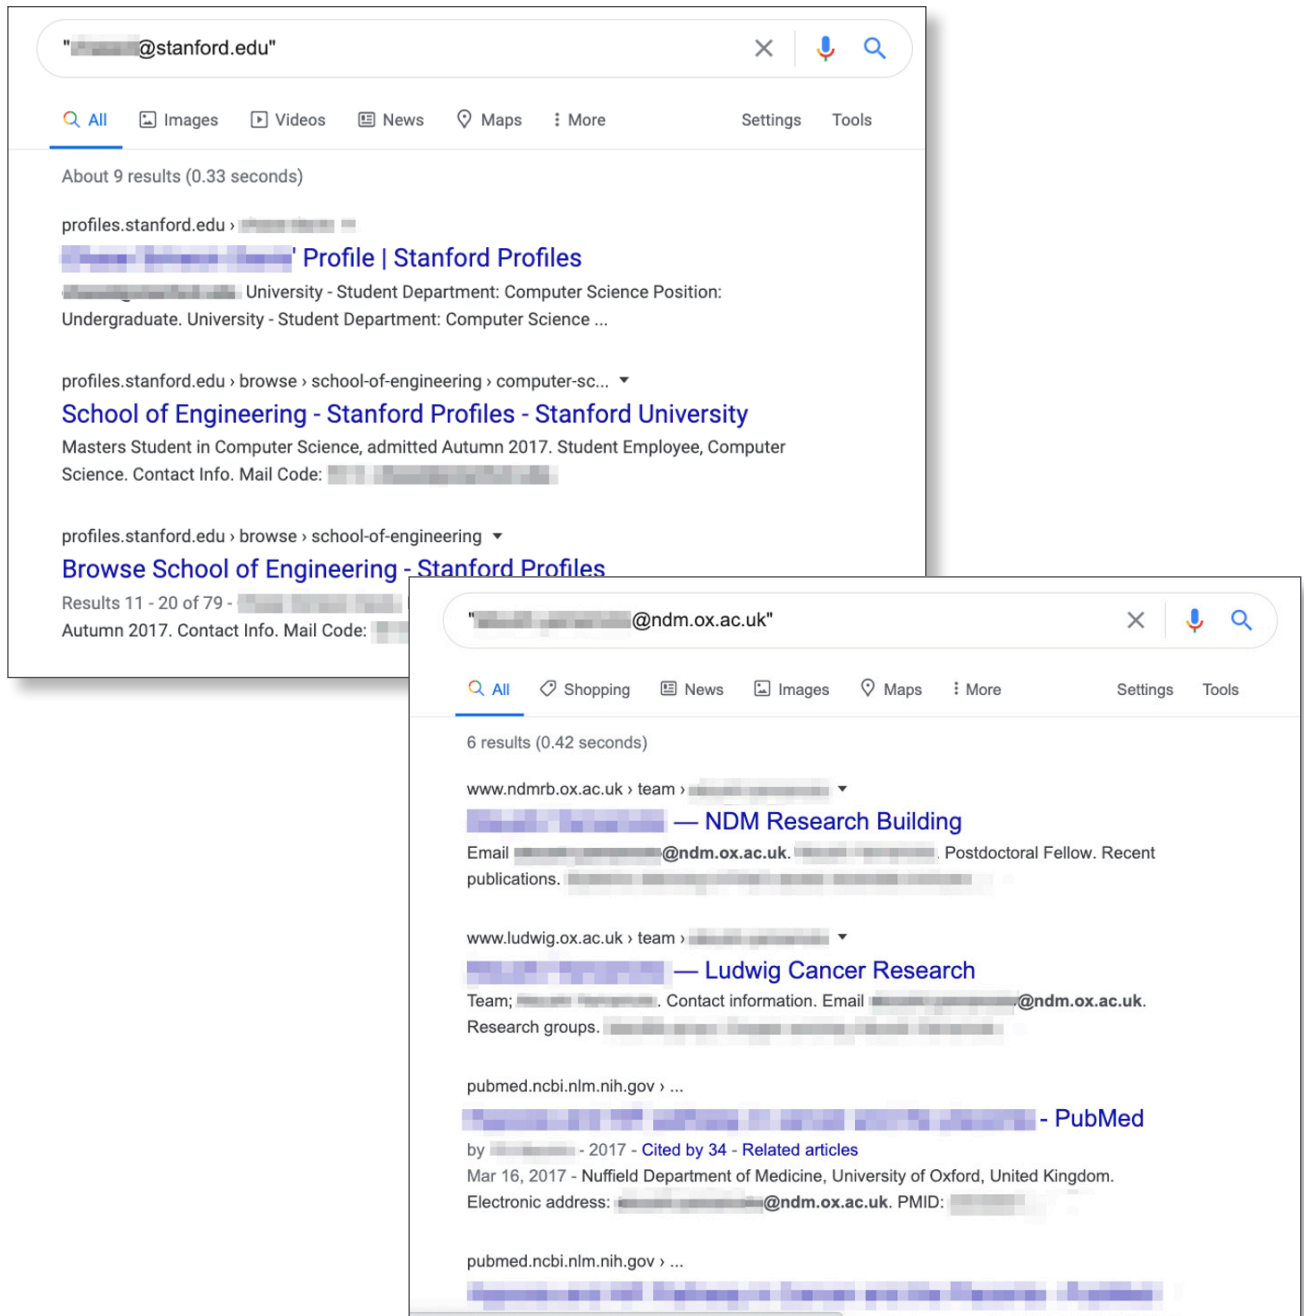 "@stanford.edu"
All Images Videos News Maps More Settings Tools
About 9 results (0.33 seconds)
profiles.stanford.edu ›
' Profile | Stanford Profiles
University - Student Department: Computer Science Position:
Undergraduate. University - Student Department: Computer Science ...
profiles.stanford.edu › browse › school-of-engineering › computer-sc...
School of Engineering - Stanford Profiles - Stanford University
Masters Student in Computer Science, admitted Autumn 2017. Student Employee, Computer
Science. Contact Info. Mail Code:
profiles.stanford.edu › browse › school-of-engineering
Browse School of Engineering - Stanford Profiles
Results 11 - 20 of 79 -
Autumn 2017. Contact Info. Mail Code:
"@ndm.ox.ac.uk"
All Shopping News Images Maps More Settings Tools
6 results (0.42 seconds)
www.ndmrb.ox.ac.uk › team ›
— NDM Research Building
Email @ndm.ox.ac.uk. . Postdoctoral Fellow. Recent
publications.
www.ludwig.ox.ac.uk › team ›
— Ludwig Cancer Research
Team; . Contact information. Email @ndm.ox.ac.uk.
Research groups.
pubmed.ncbi.nlm.nih.gov › ...
- PubMed
by - 2017 - Cited by 34 - Related articles
Mar 16, 2017 - Nuffield Department of Medicine, University of Oxford, United Kingdom.
Electronic address: @ndm.ox.ac.uk. PMID:
pubmed.ncbi.nlm.nih.gov › ...